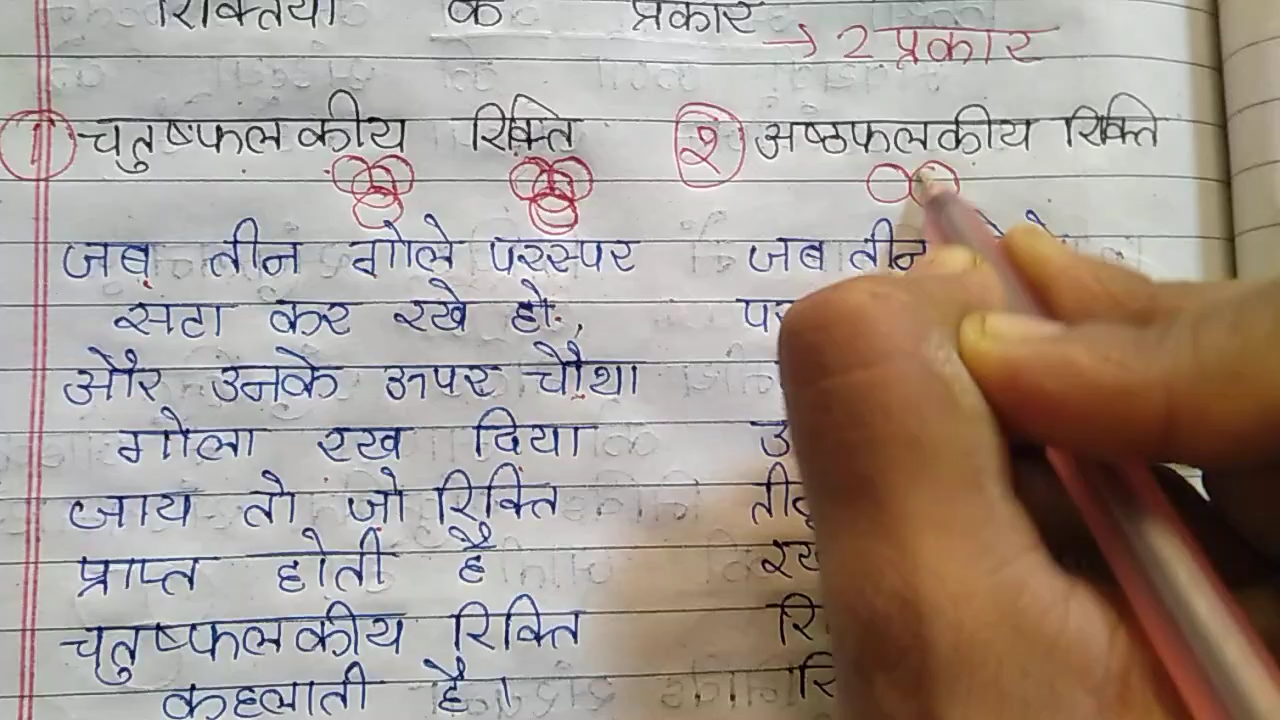 रिक्तियों के प्रकार → 2 प्रकार
1 चतुष्फलकीय रिक्ति
जब तीन गोले परस्पर
सटा कर रखे हो,
और उनके ऊपर चौथा
गोला रख दिया
जाय तो जो रिक्ति
प्राप्त होती है
चतुष्फलकीय रिक्ति
कहलाती है।
2 अष्ठफलकीय रिक्ति
जब तीन